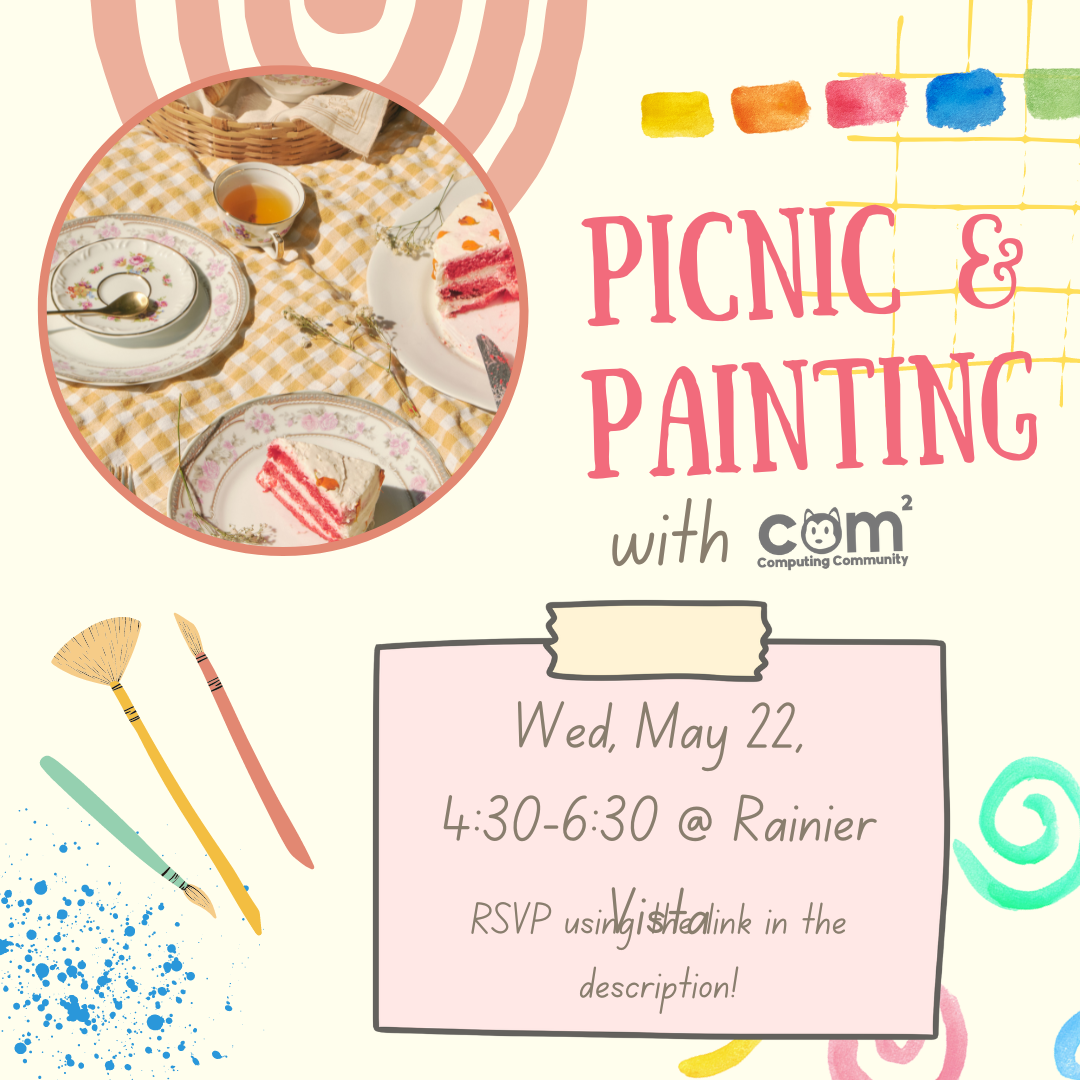 PICNIC &
PAINTING
with com²
Computing Community
Wed, May 22,
4:30-6:30 @ Rainier
Vista
RSVP using the link in the
description!